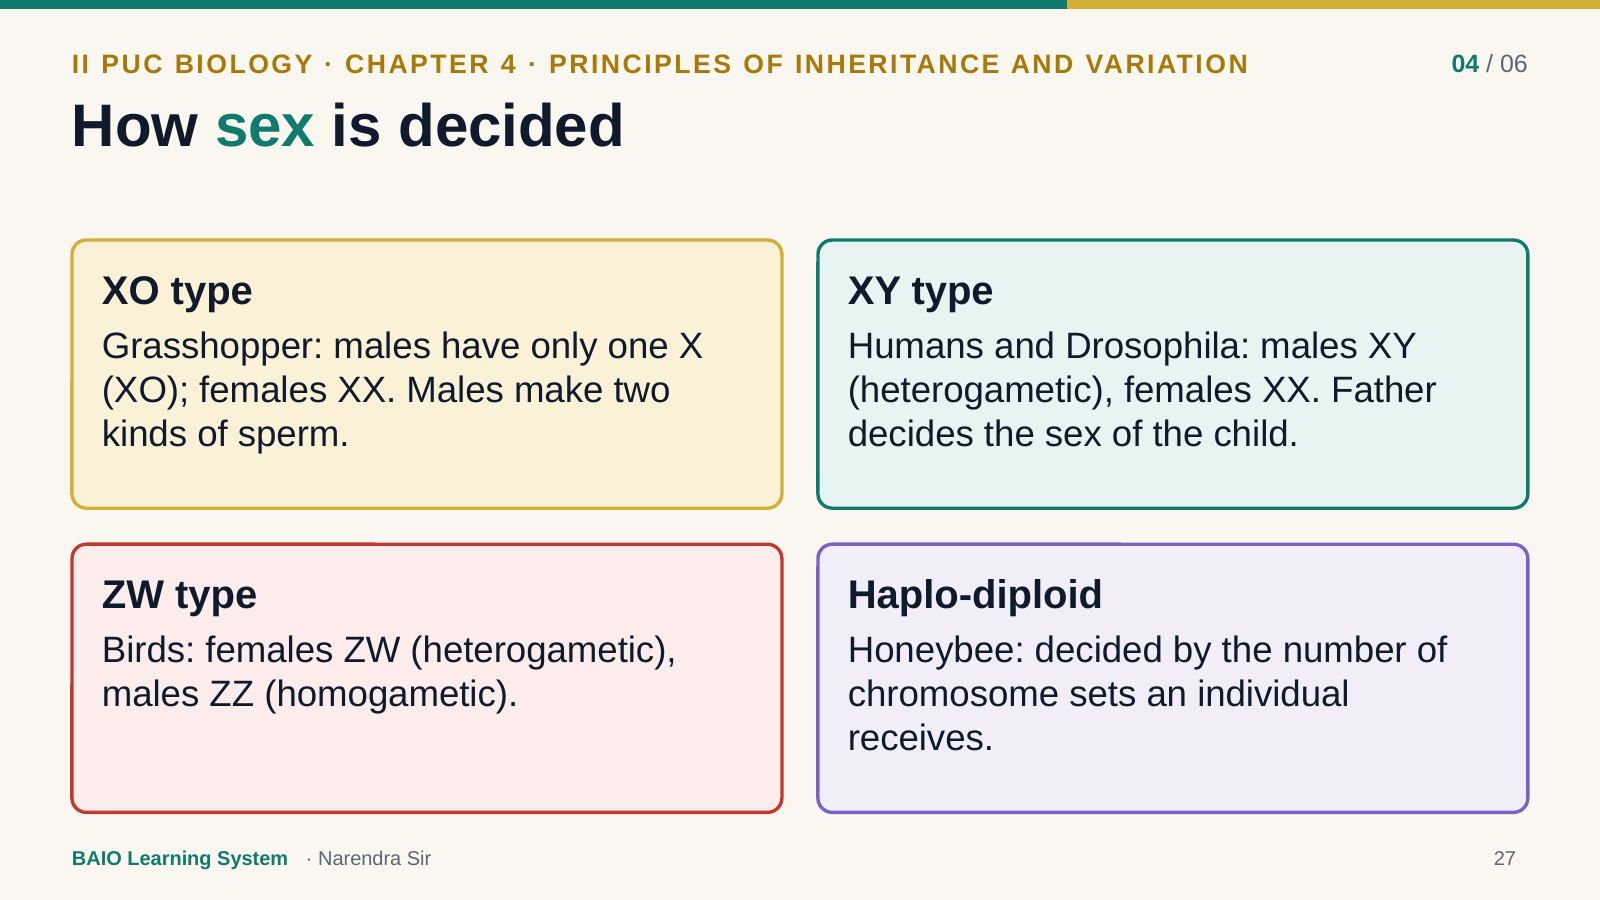 II PUC BIOLOGY · CHAPTER 4 · PRINCIPLES OF INHERITANCE AND VARIATION
04 / 06
How sex is decided
XO type
Grasshopper: males have only one X
(XO); females XX. Males make two
kinds of sperm.
XY type
Humans and Drosophila: males XY
(heterogametic), females XX. Father
decides the sex of the child.
ZW type
Birds: females ZW (heterogametic),
males ZZ (homogametic).
Haplo-diploid
Honeybee: decided by the number of
chromosome sets an individual
receives.
BAIO Learning System · Narendra Sir
27